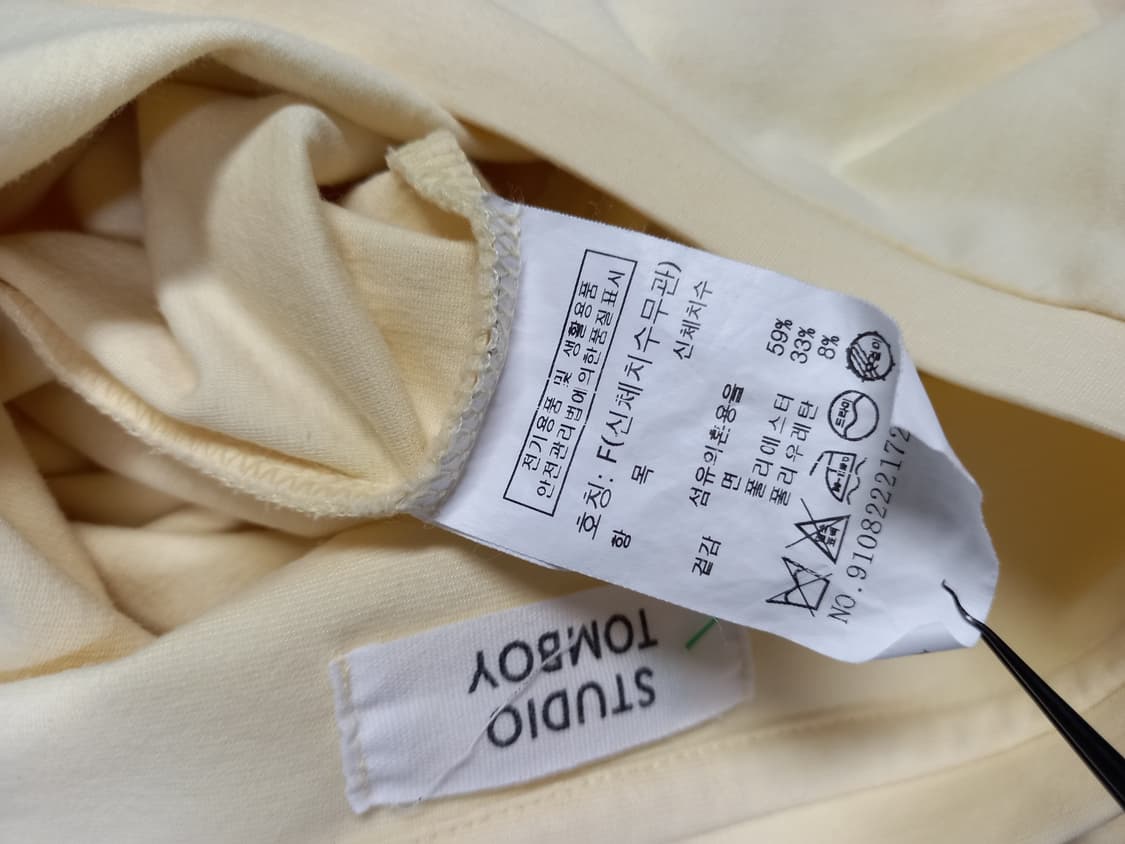 전기용품 및 생활용품
안전관리법에 의한 품질표시
호칭: F(신체치수무관)
항 목 신체치수
섬유의혼용율
겉감 면 59%
폴리에스터 33%
폴리우레탄 8%
드라이
NO.9108222172
STUDIO
TOMBOY